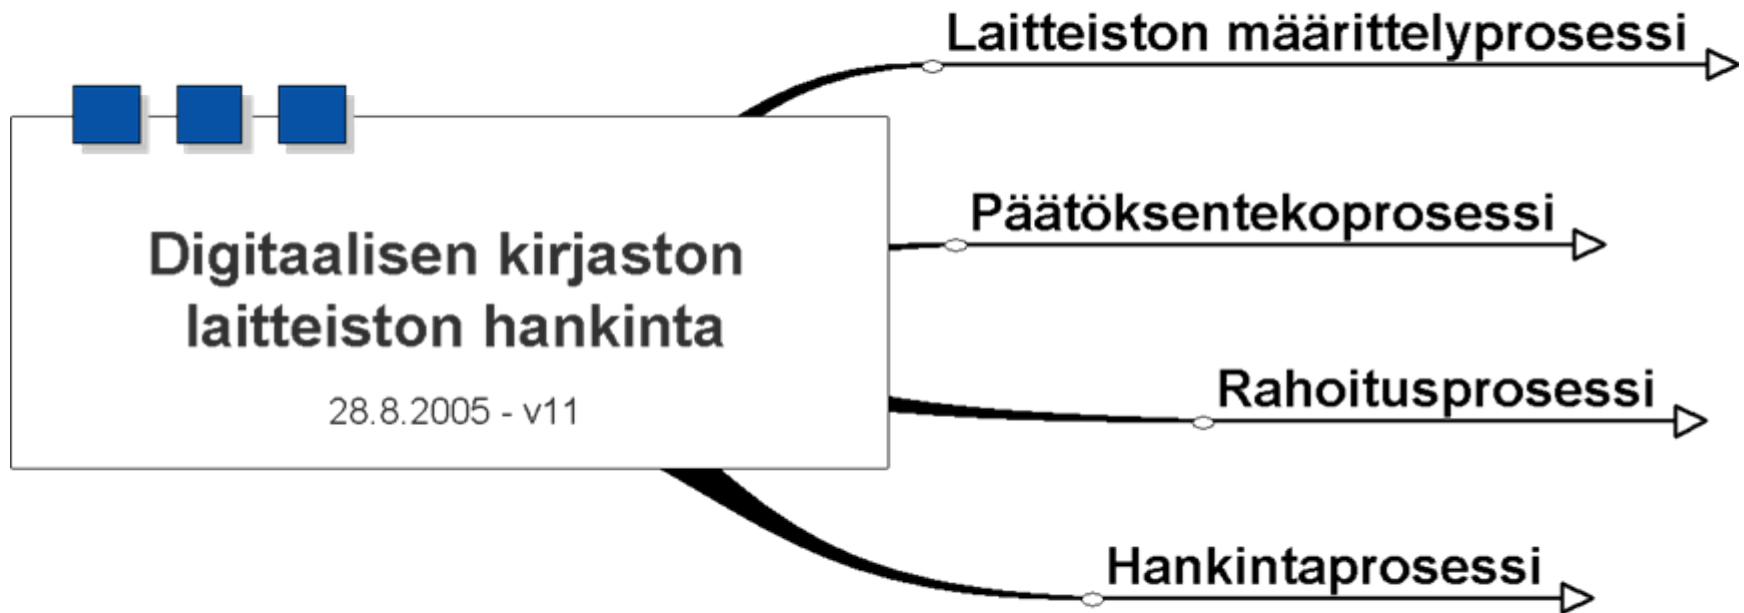 Laitteiston määrittelyprosessi
Päätöksentekoprosessi
Digitaalisen kirjaston
laitteiston hankinta
28.8.2005 - v11
Rahoitusprosessi
Hankintaprosessi